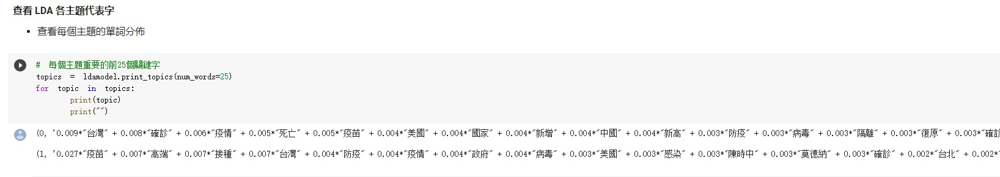 查看 LDA 各主題代表字
• 查看每個主題的單詞分佈
# 每個主題重要的前25個關鍵字
topics = ldamodel.print_topics(num_words=25)
for topic in topics:
print(topic)
print("")
(0, '0.009*"台灣" + 0.008*"確診" + 0.006*"疫情" + 0.005*"死亡" + 0.005*"疫苗" + 0.004*"美國" + 0.004*"國家" + 0.004*"新增" + 0.004*"中國" + 0.004*"新高" + 0.003*"防疫" + 0.003*"病毒" + 0.003*"隔離" + 0.003*"復原" + 0.003*"確診
(1, '0.027*"疫苗" + 0.007*"高端" + 0.007*"接種" + 0.007*"台灣" + 0.004*"防疫" + 0.004*"疫情" + 0.004*"政府" + 0.004*"病毒" + 0.003*"美國" + 0.003*"感染" + 0.003*"陳時中" + 0.003*"莫德納" + 0.003*"確診" + 0.002*"台北" + 0.002*"